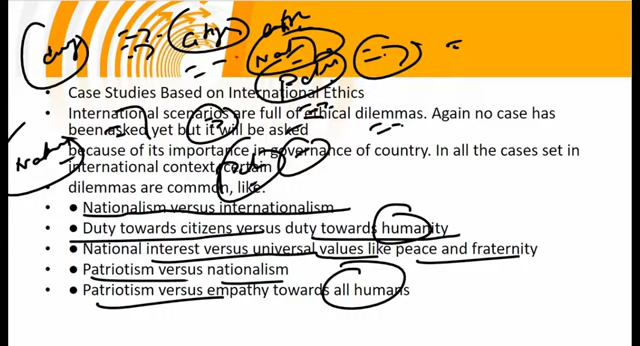 Case Studies Based on International Ethics
International scenarios are full of ethical dilemmas. Again no case has
been asked yet but it will be asked
because of its importance in governance of country. In all the cases set in
international context, certain
dilemmas are common, like:
● Nationalism versus internationalism
● Duty towards citizens versus duty towards humanity
● National interest versus universal values like peace and fraternity
● Patriotism versus nationalism
● Patriotism versus empathy towards all humans